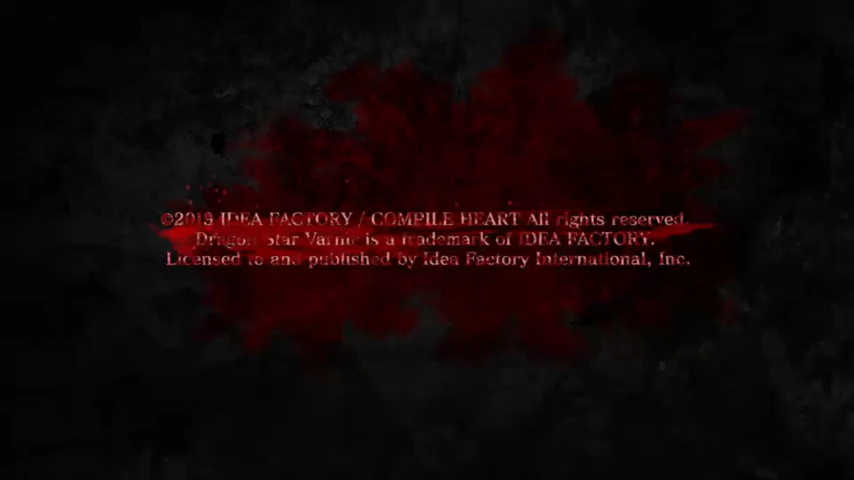 ©2018 IDEA FACTORY / COMPILE HEART All rights reserved.
Dragon Star Varnir is a trademark of IDEA FACTORY.
Licensed to and published by Idea Factory International, Inc.